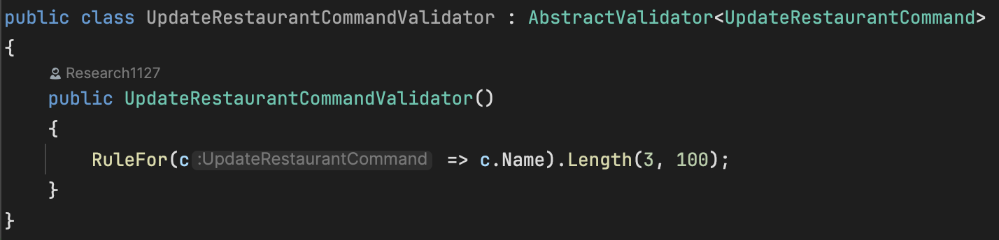 public class UpdateRestaurantCommandValidator : AbstractValidator<UpdateRestaurantCommand>
{
Research1127
public UpdateRestaurantCommandValidator()
{
RuleFor(c :UpdateRestaurantCommand => c.Name).Length(3, 100);
}
}